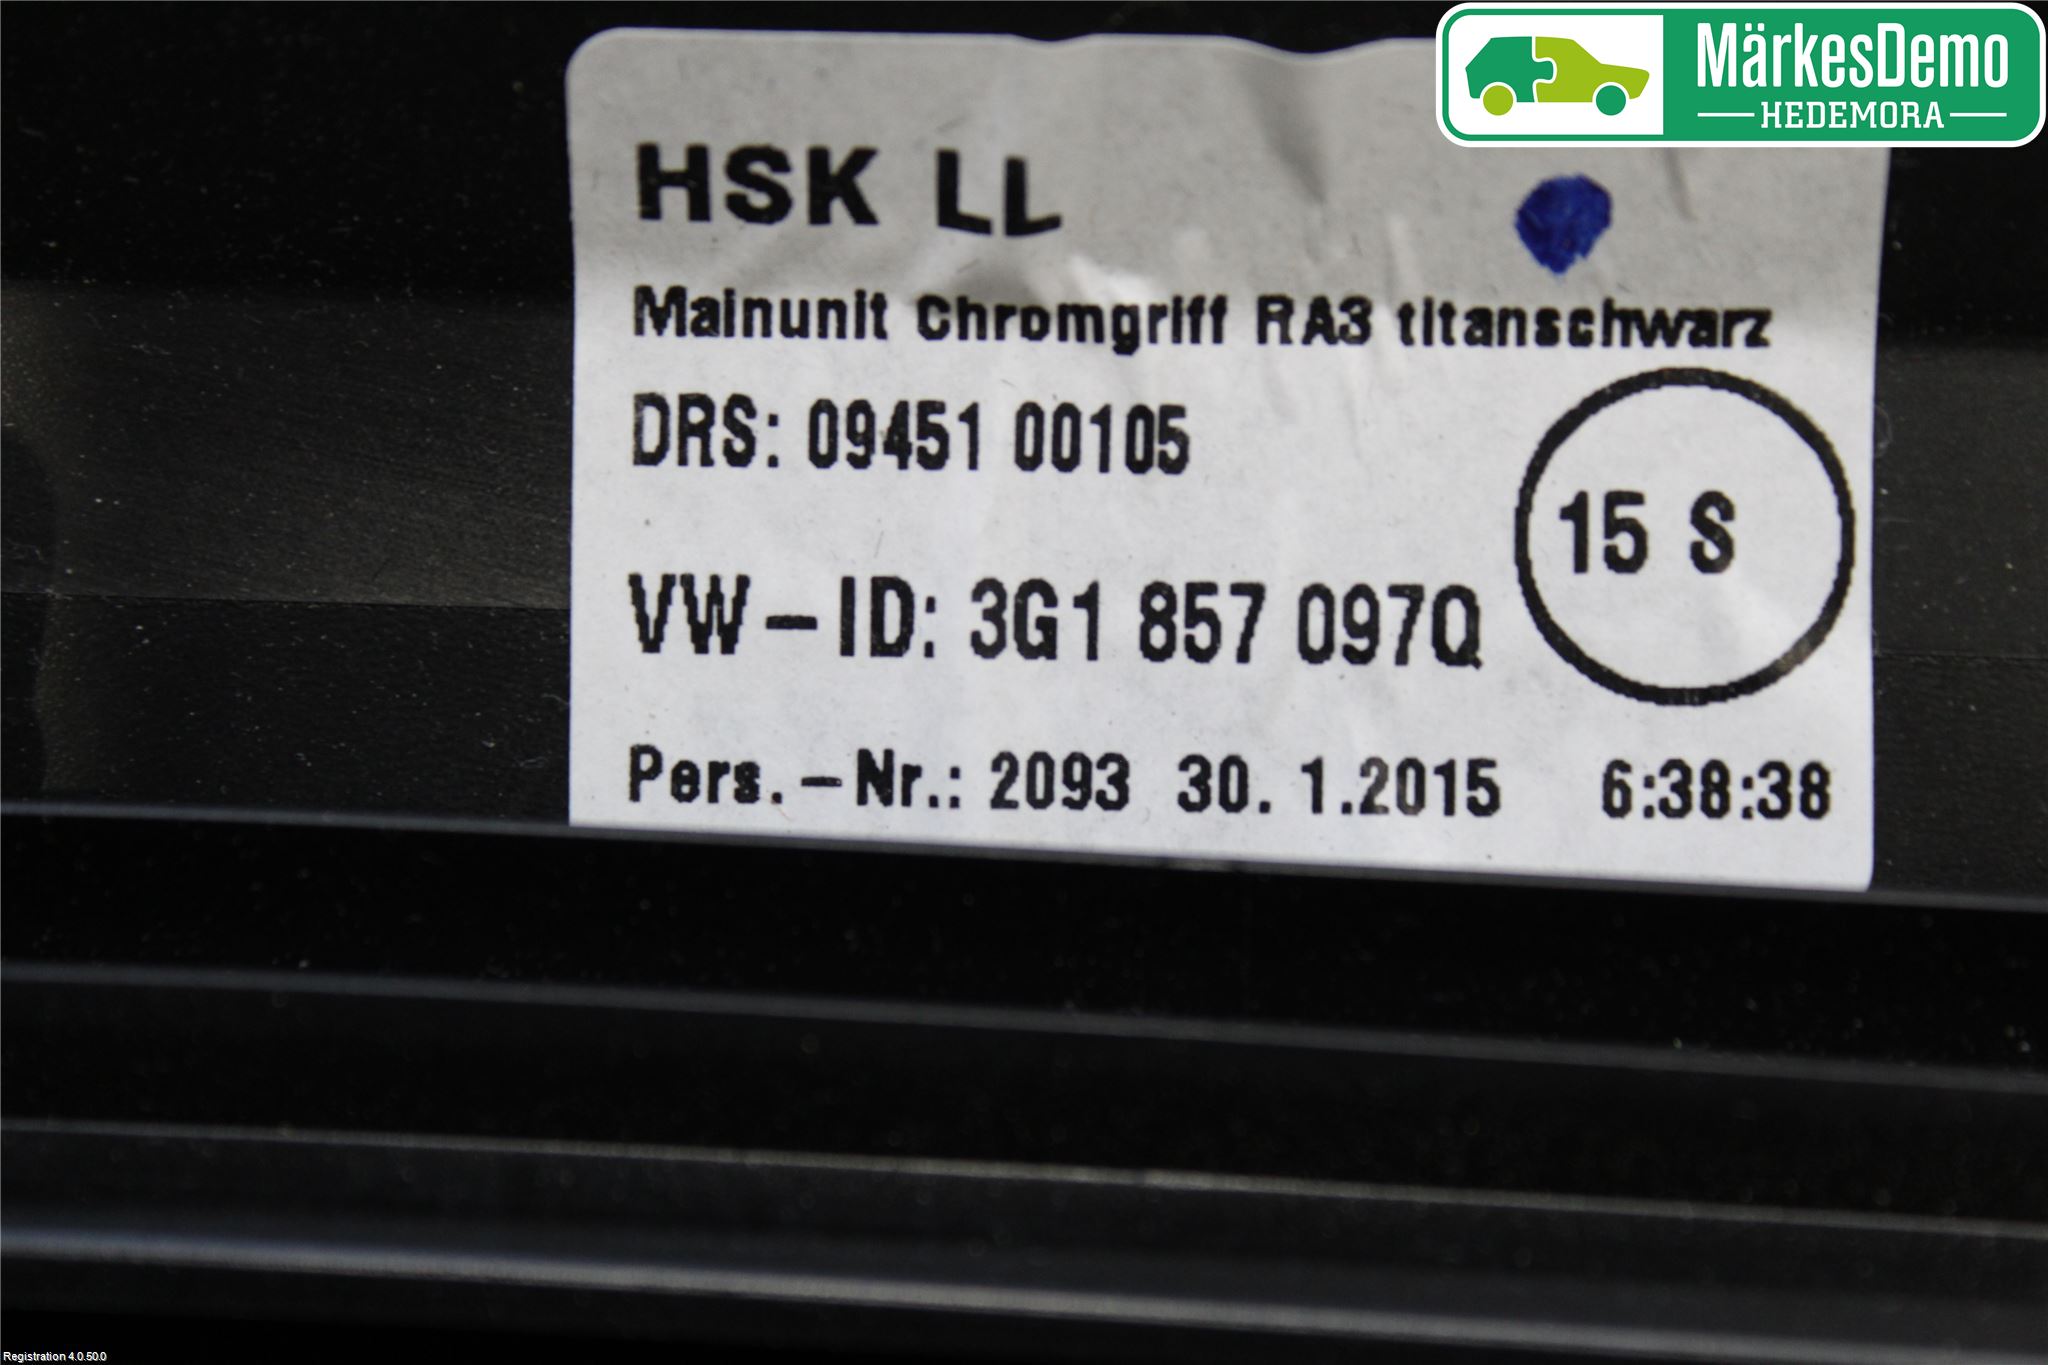 MärkesDemo
HEDEMORA
HSK LL
Mainunit Chromgriff RA3 titanschwarz
DRS: 09451 00105
15 S
VW-ID: 3G1 857 097Q
Pers.-Nr.: 2093 30. 1.2015 6:38:38
Registration 4.0.50.0